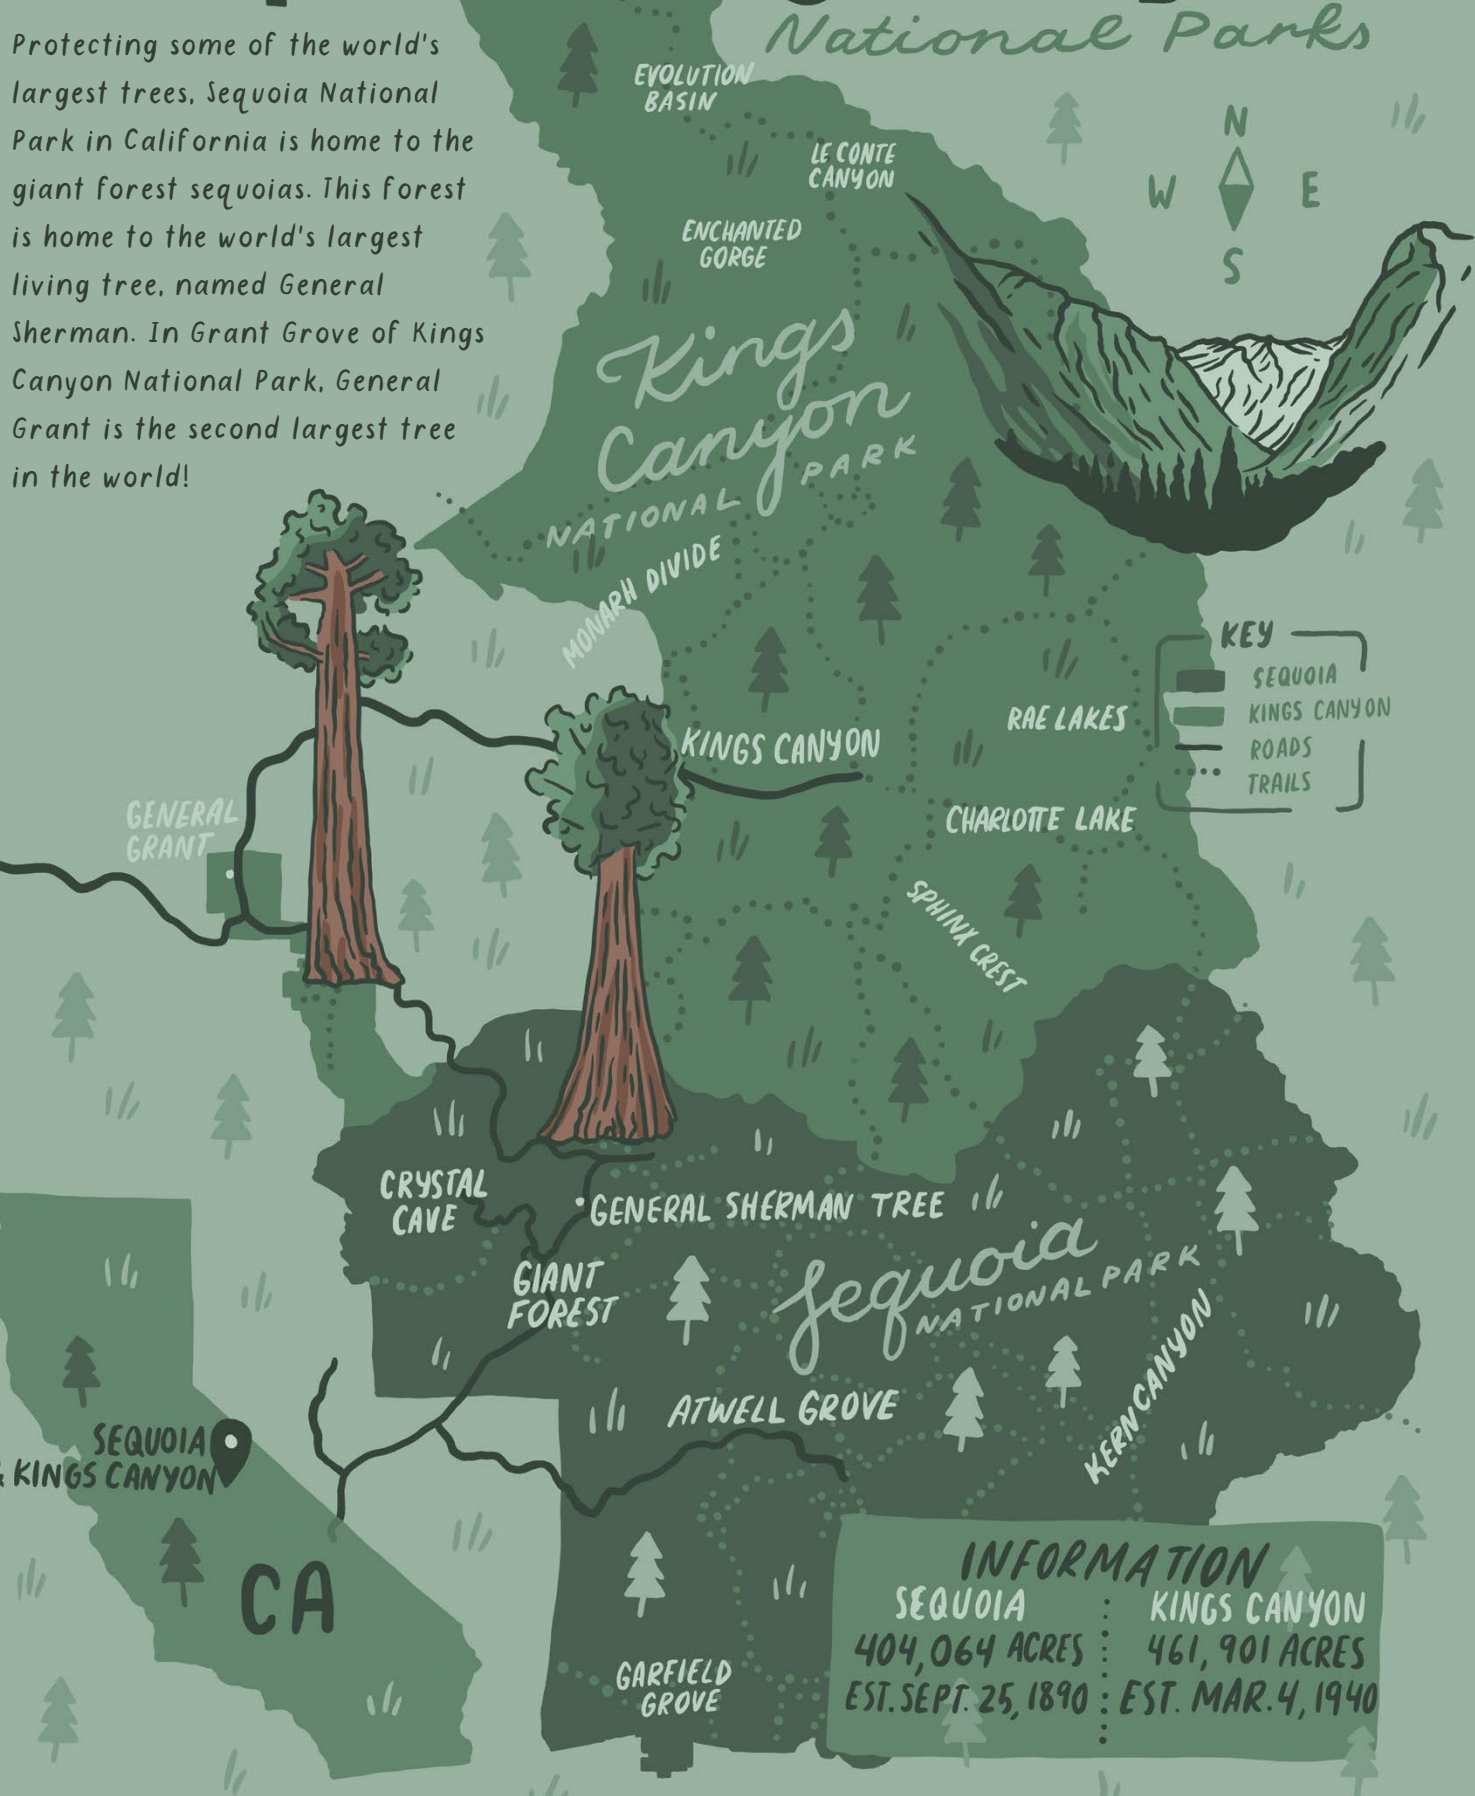 National Parks
Protecting some of the world's
largest trees, Sequoia National
Park in California is home to the
giant forest sequoias. This forest
is home to the world's largest
living tree, named General
Sherman. In Grant Grove of Kings
Canyon National Park, General
Grant is the second largest tree
in the world!
EVOLUTION
BASIN
LE CONTE
CANYON
ENCHANTED
GORGE
N
W E
S
Kings
Canyon
NATIONAL PARK
MONARH DIVIDE
KEY
SEQUOIA
KINGS CANYON
ROADS
TRAILS
RAE LAKES
KINGS CANYON
CHARLOTTE LAKE
GENERAL
GRANT
SPHINX CREST
CRYSTAL
CAVE
GENERAL SHERMAN TREE
GIANT
FOREST
Sequoia
NATIONAL PARK
KERN CANYON
ATWELL GROVE
SEQUOIA
& KINGS CANYON
CA
GARFIELD
GROVE
INFORMATION
SEQUOIA
404,064 ACRES
EST. SEPT. 25, 1890
KINGS CANYON
461, 901 ACRES
EST. MAR. 4, 1940